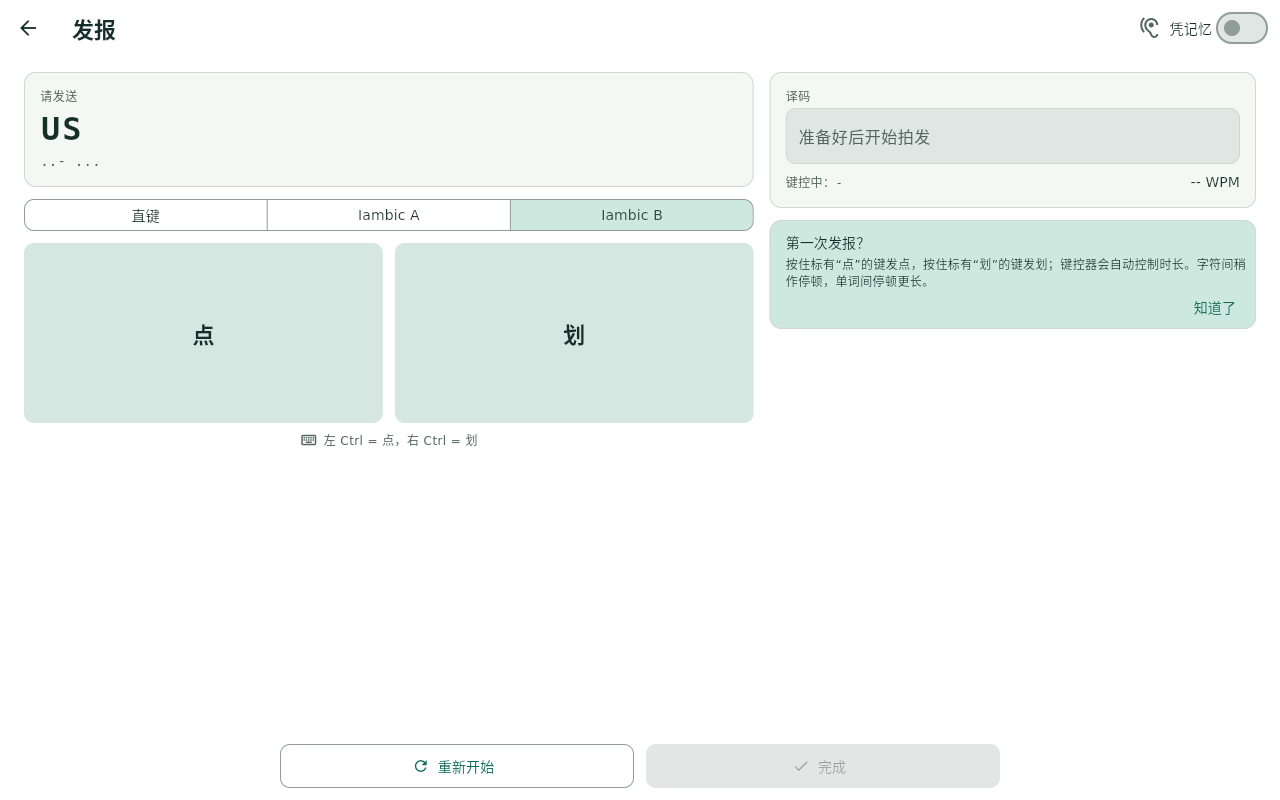 发报
凭记忆
请发送
US
..- ...
直键
Iambic A
Iambic B
点
划
左 Ctrl = 点，右 Ctrl = 划
译码
准备好后开始拍发
键控中：-
-- WPM
第一次发报？
按住标有“点”的键发点，按住标有“划”的键发划；键控器会自动控制时长。字符间稍
作停顿，单词间停顿更长。
知道了
重新开始
完成